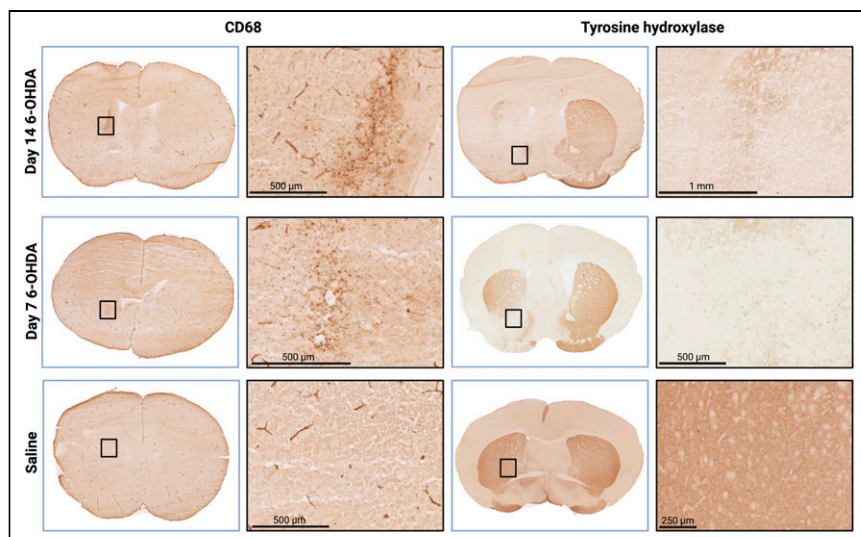 CD68
Tyrosine hydroxylase
Day 14 6-OHDA
500 µm
1 mm
Day 7 6-OHDA
500 µm
500 µm
Saline
500 µm
250 µm